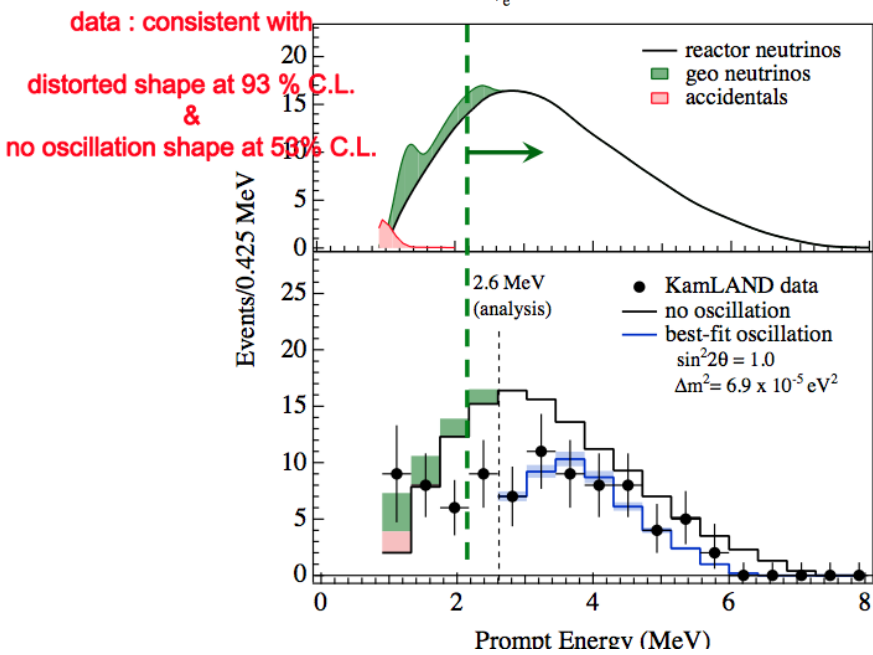 e
data : consistent with
distorted shape at 93 % C.L.
&
no oscillation shape at 53% C.L.
20
15
10
5
0
reactor neutrinos
geo neutrinos
accidentals
Events/0.425 MeV
2.6 MeV
(analysis)
KamLAND data
no oscillation
best-fit oscillation
sin²2θ = 1.0
Δm²= 6.9 x 10⁻⁵ eV²
25
20
15
10
5
0
0 2 4 6 8
Prompt Energy (MeV)